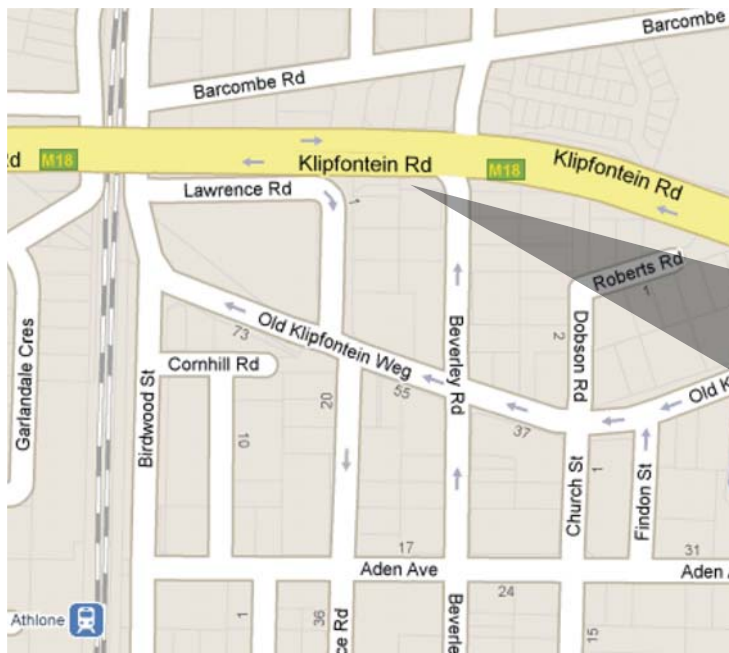 Barcombe
Barcombe Rd
Rd
M18
Klipfontein Rd
M18
Klipfontein Rd
Lawrence Rd
1
Roberts Rd
1
Garlandale Cres
Old Klipfontein Weg
73
Beverley Rd
2
Dobson Rd
Cornhill Rd
Birdwood St
20
55
Old K
37
10
Church St
1
Findon St
17
Aden Ave
31
Aden A
24
Athlone
1
36
ce Rd
Beverle
15